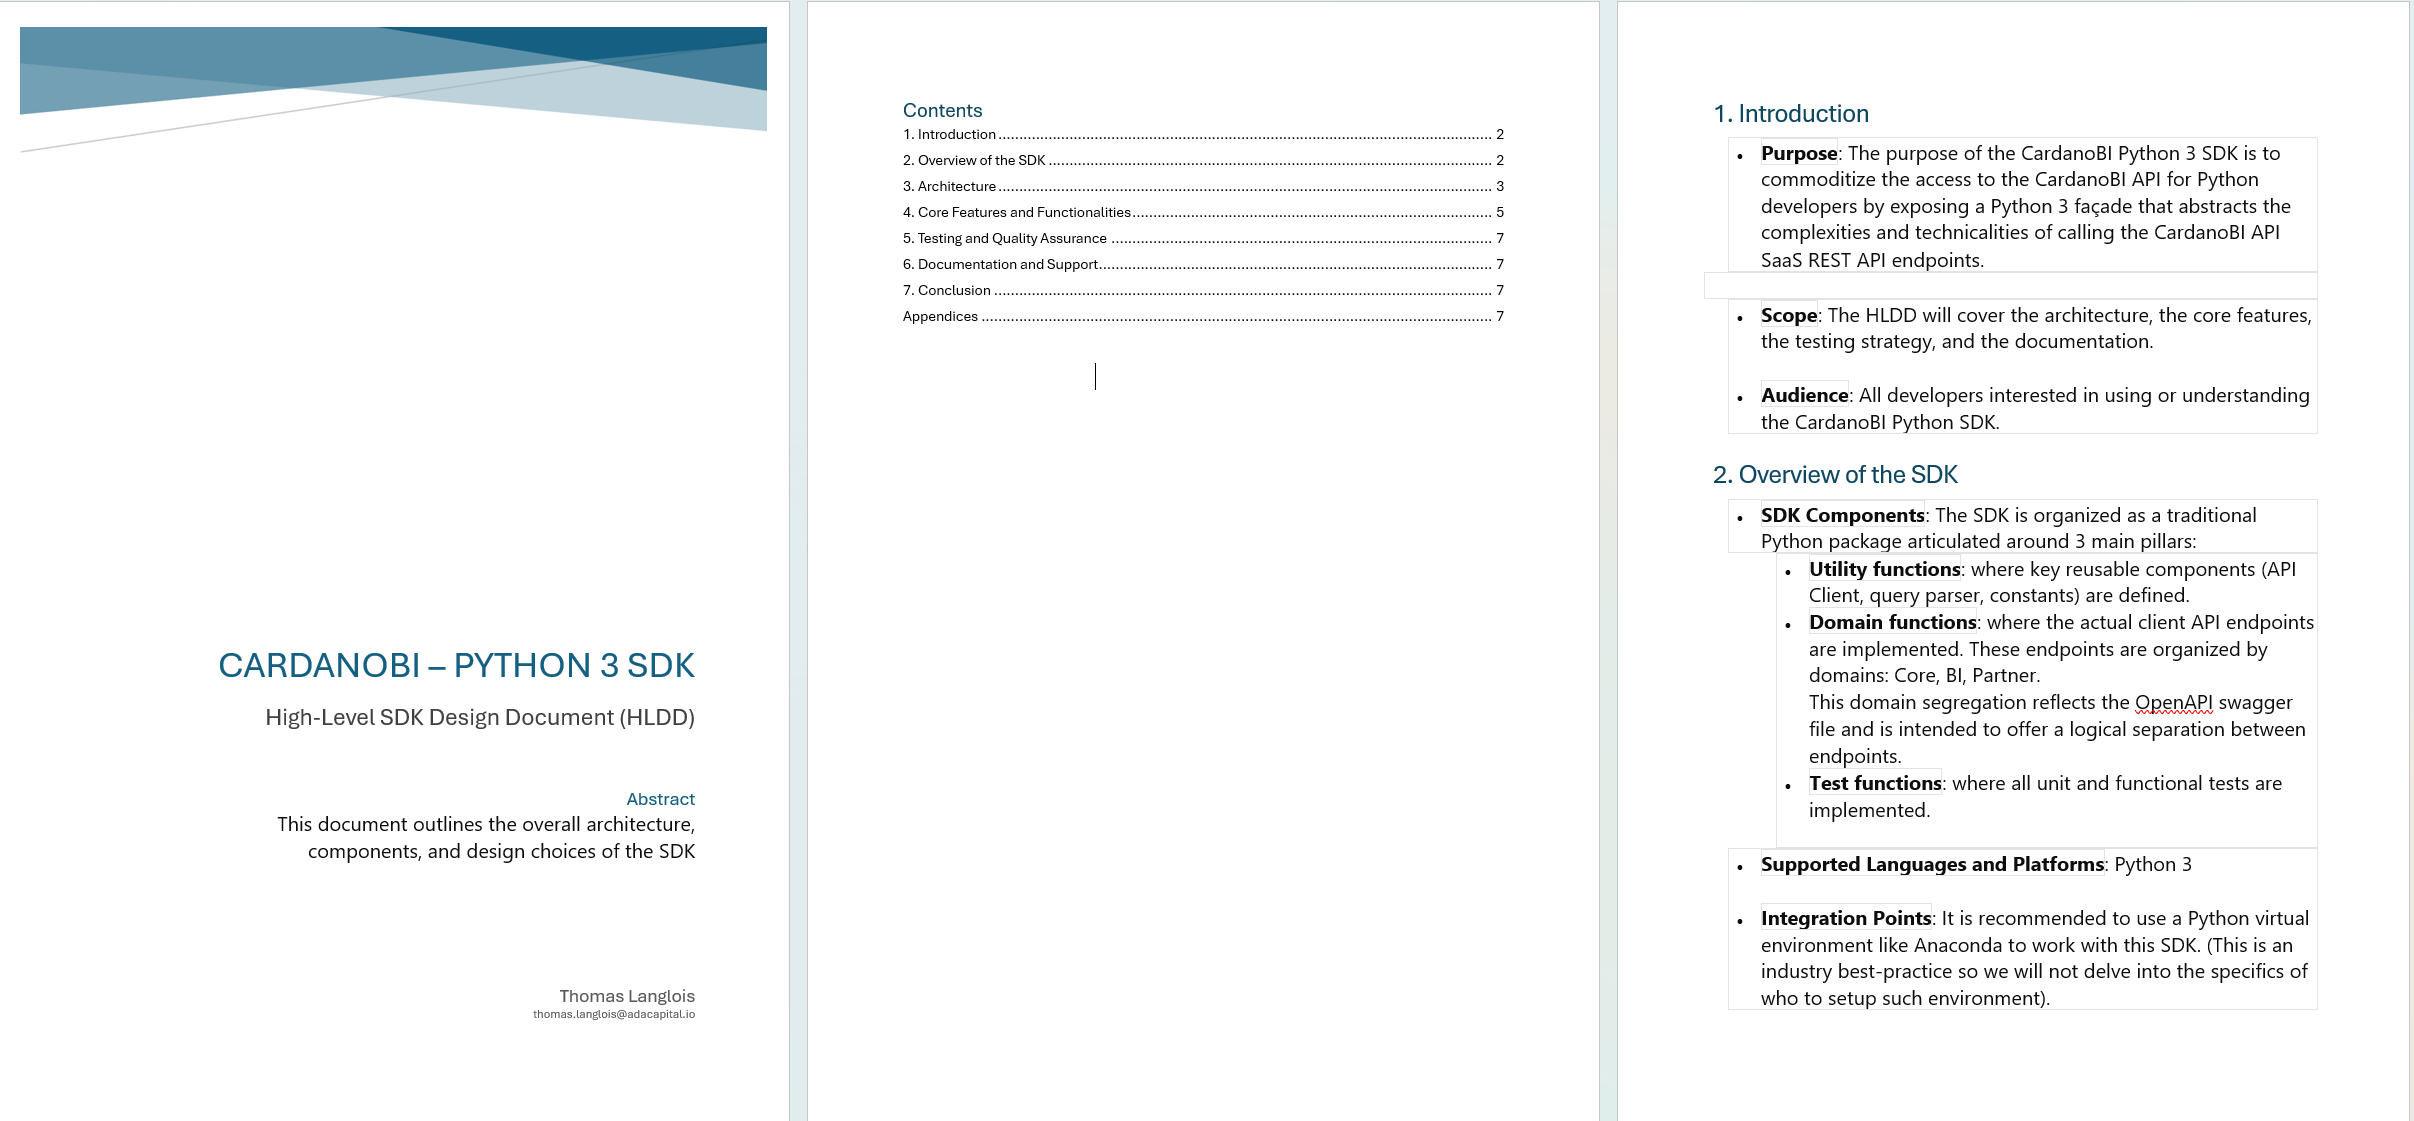 CARDANOBI – PYTHON 3 SDK
High-Level SDK Design Document (HLDD)
Abstract
This document outlines the overall architecture,
components, and design choices of the SDK
Thomas Langlois
thomas.langlois@adacapital.io
Contents
1. Introduction ........ 2
2. Overview of the SDK ........ 2
3. Architecture ........ 3
4. Core Features and Functionalities ........ 5
5. Testing and Quality Assurance ........ 7
6. Documentation and Support ........ 7
7. Conclusion ........ 7
Appendices ........ 7
1. Introduction
• Purpose: The purpose of the CardanoBI Python 3 SDK is to
commoditize the access to the CardanoBI API for Python
developers by exposing a Python 3 façade that abstracts the
complexities and technicalities of calling the CardanoBI API
SaaS REST API endpoints.
• Scope: The HLDD will cover the architecture, the core features,
the testing strategy, and the documentation.
• Audience: All developers interested in using or understanding
the CardanoBI Python SDK.
2. Overview of the SDK
• SDK Components: The SDK is organized as a traditional
Python package articulated around 3 main pillars:
• Utility functions: where key reusable components (API
Client, query parser, constants) are defined.
• Domain functions: where the actual client API endpoints
are implemented. These endpoints are organized by
domains: Core, BI, Partner.
This domain segregation reflects the OpenAPI swagger
file and is intended to offer a logical separation between
endpoints.
• Test functions: where all unit and functional tests are
implemented.
• Supported Languages and Platforms: Python 3
• Integration Points: It is recommended to use a Python virtual
environment like Anaconda to work with this SDK. (This is an
industry best-practice so we will not delve into the specifics of
who to setup such environment).